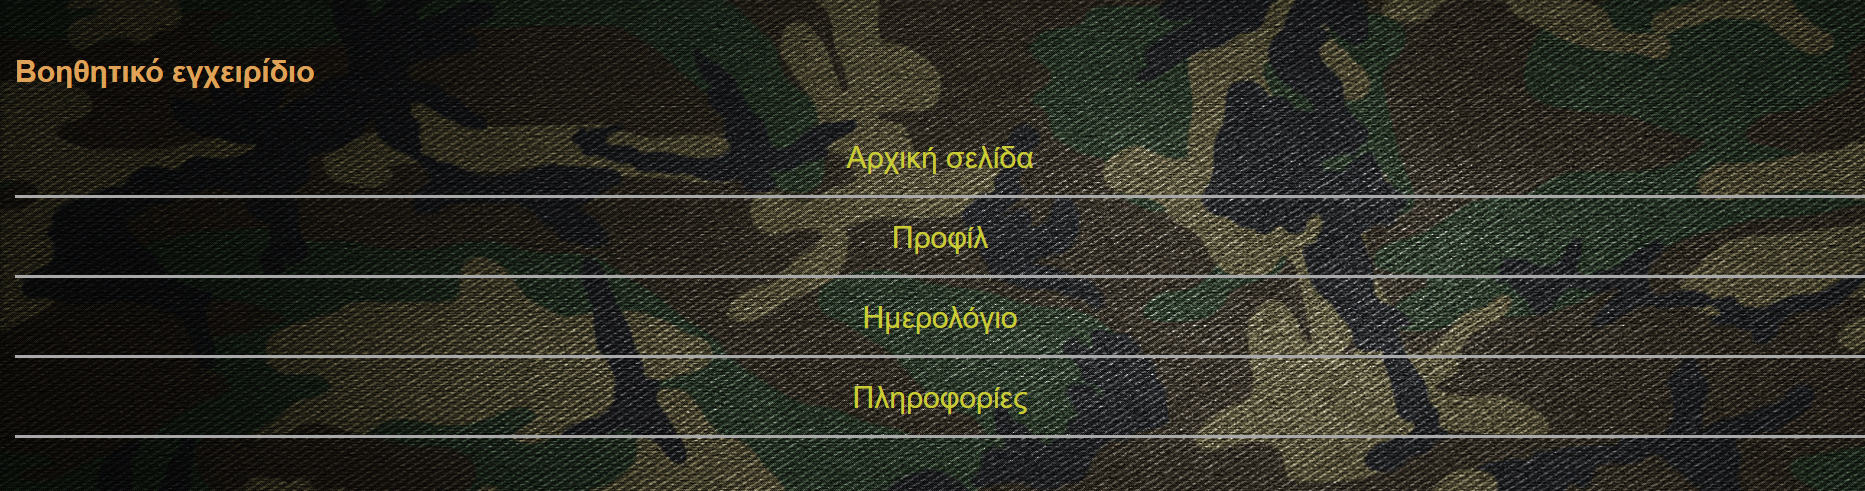 Βοηθητικό εγχειρίδιο
Αρχική σελίδα
Προφίλ
Ημερολόγιο
Πληροφορίες